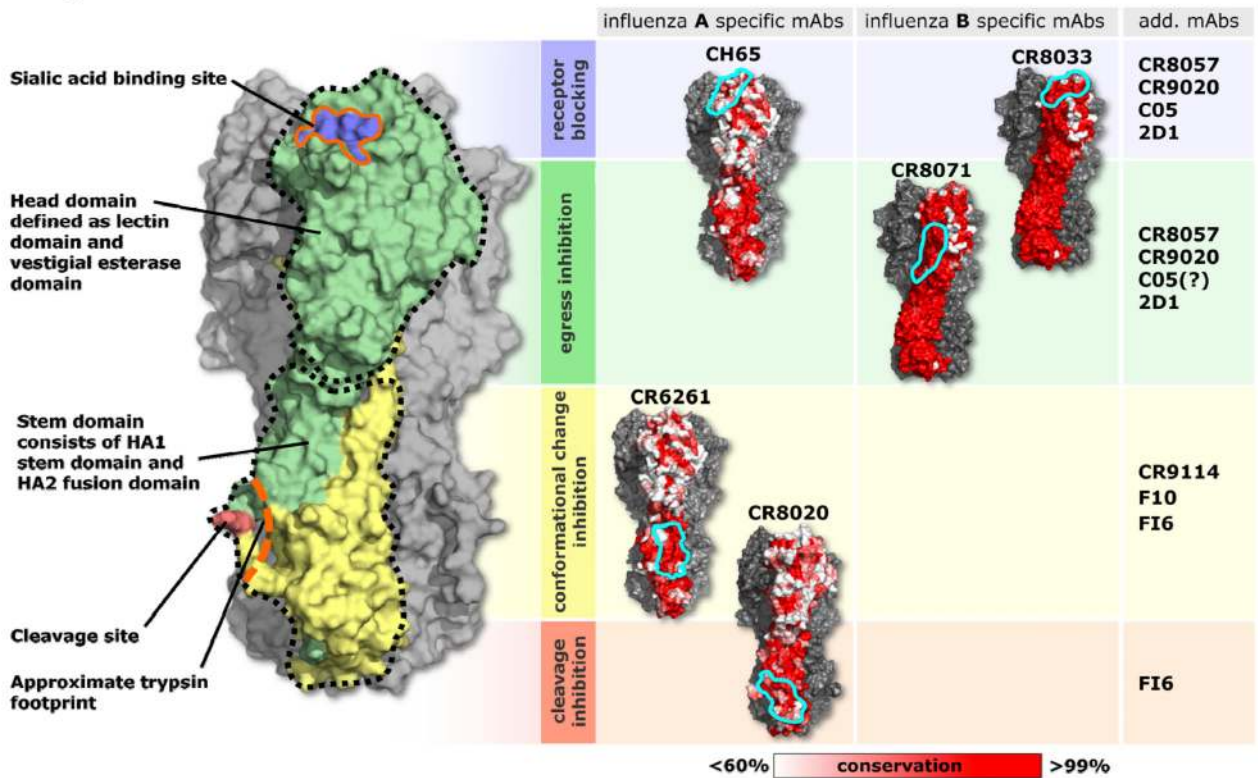 influenza A specific mAbs
influenza B specific mAbs
add. mAbs
Sialic acid binding site
Head domain
defined as lectin
domain and
vestigial esterase
domain
Stem domain
consists of HA1
stem domain and
HA2 fusion domain
Cleavage site
Approximate trypsin
footprint
receptor
blocking
CH65
CR8033
CR8057
CR9020
C05
2D1
egress inhibition
CR8071
CR8057
CR9020
C05(?)
2D1
conformational change
inhibition
CR6261
CR8020
CR9114
F10
FI6
cleavage
inhibition
FI6
<60%
conservation
>99%